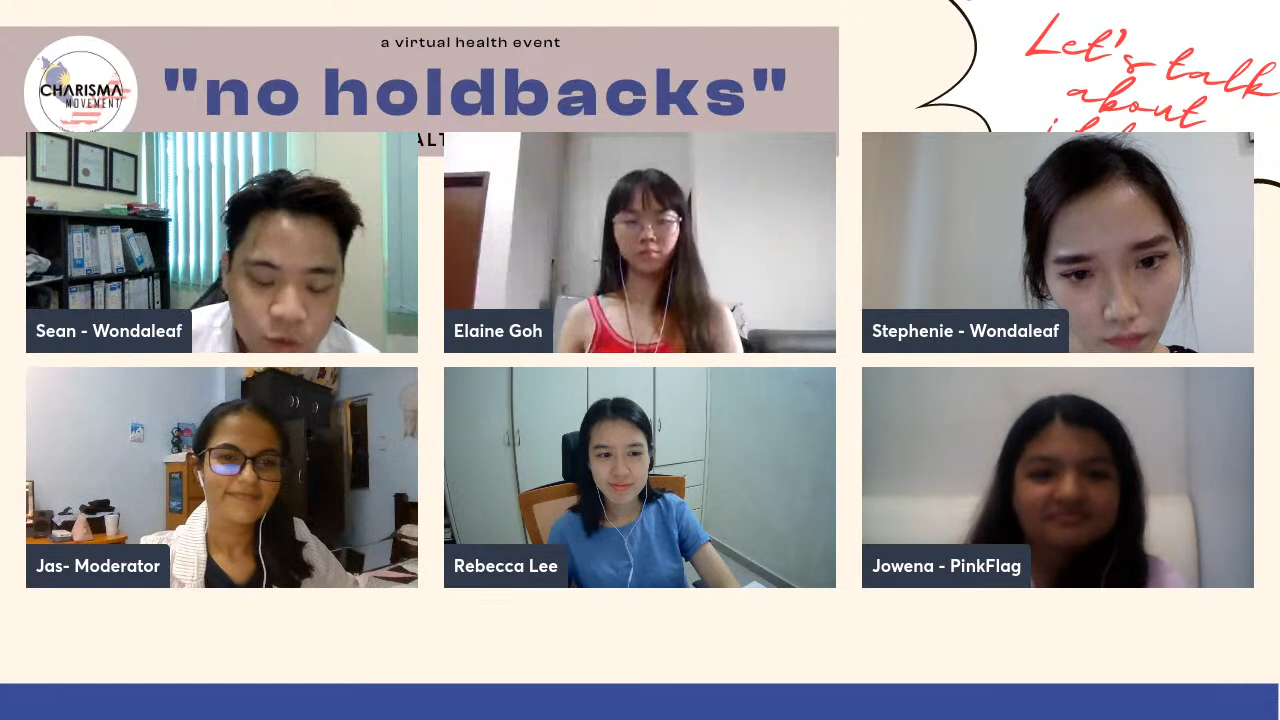 a virtual health event
"no holdbacks"
CHARISMA
MOVEMENT
Let's talk
about
Sean - Wondaleaf
Elaine Goh
Stephenie - Wondaleaf
Jas- Moderator
Rebecca Lee
Jowena - PinkFlag